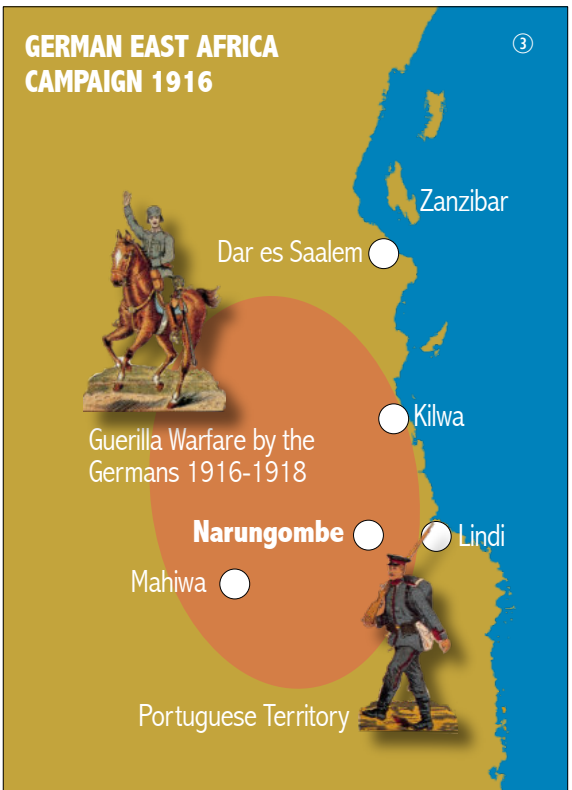 GERMAN EAST AFRICA
CAMPAIGN 1916
③
Zanzibar
Dar es Saalem
Kilwa
Guerilla Warfare by the
Germans 1916-1918
Narungombe
Lindi
Mahiwa
Portuguese Territory